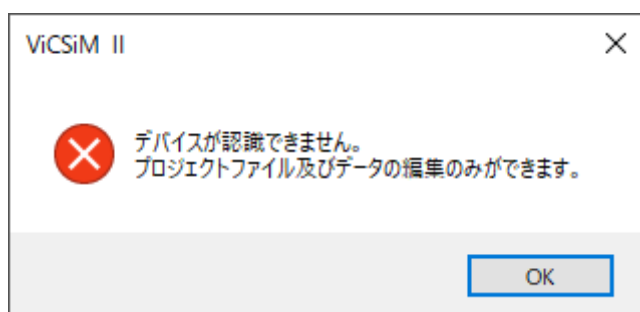 ViCSiM II
デバイスが認識できません。
プロジェクトファイル及びデータの編集のみができます。
OK